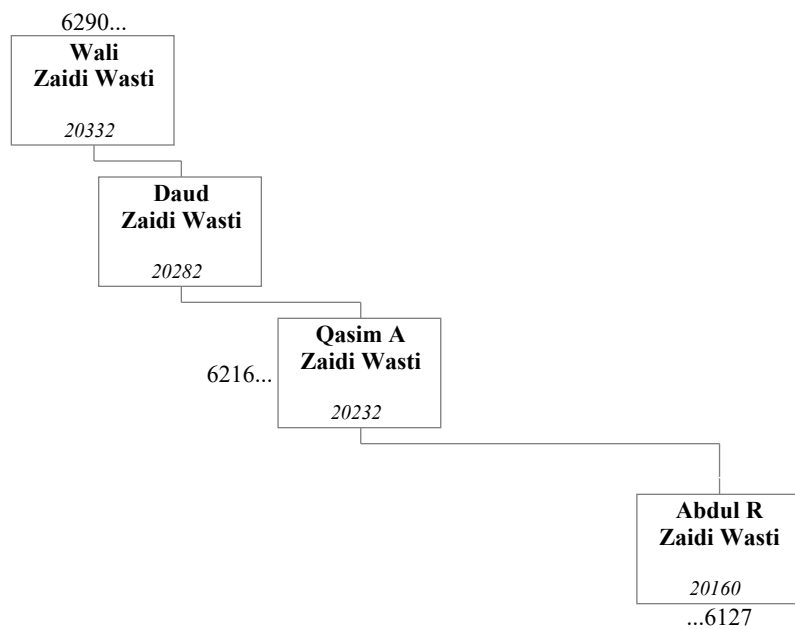 6290...
Wali
Zaidi Wasti
20332
Daud
Zaidi Wasti
20282
Qasim A
Zaidi Wasti
6216...
20232
Abdul R
Zaidi Wasti
20160
...6127